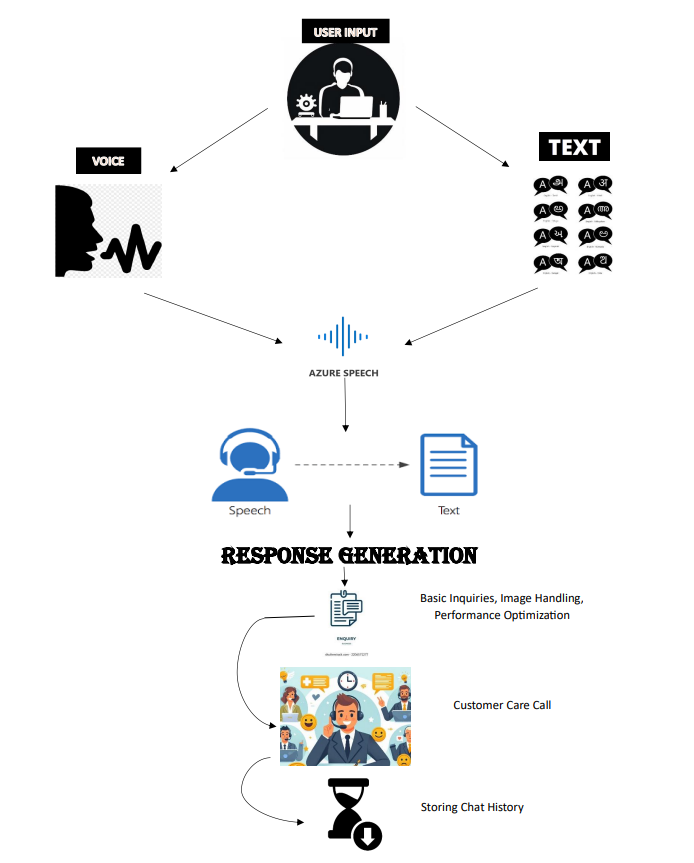 USER INPUT
VOICE
TEXT
A அ
A अ
A
A
A
A
A অ
A
AZURE SPEECH
Speech
Text
RESPONSE GENERATION
ENQUIRY
Basic Inquiries, Image Handling,
Performance Optimization
Customer Care Call
Storing Chat History